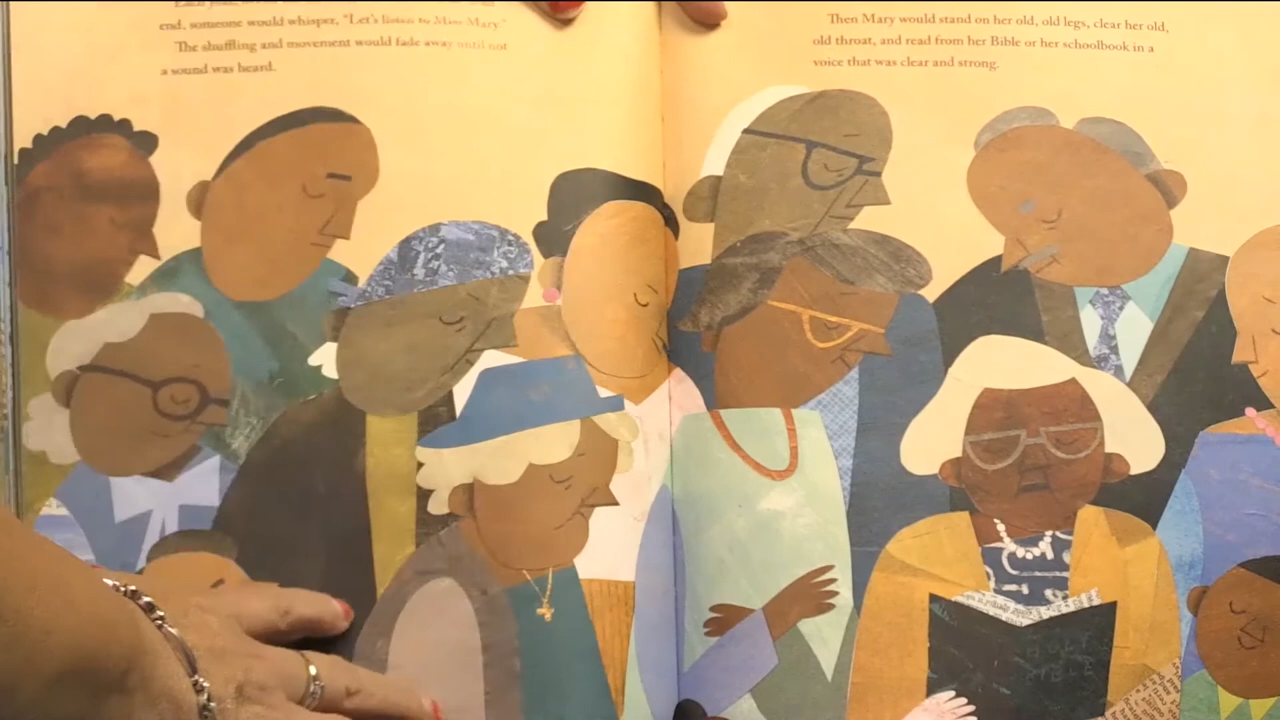 end, someone would whisper, "Let's listen to Miss Mary."
The shuffling and movement would fade away until not
a sound was heard.
Then Mary would stand on her old, old legs, clear her old,
old throat, and read from her Bible or her schoolbook in a
voice that was clear and strong.
HOLY
BIBLE